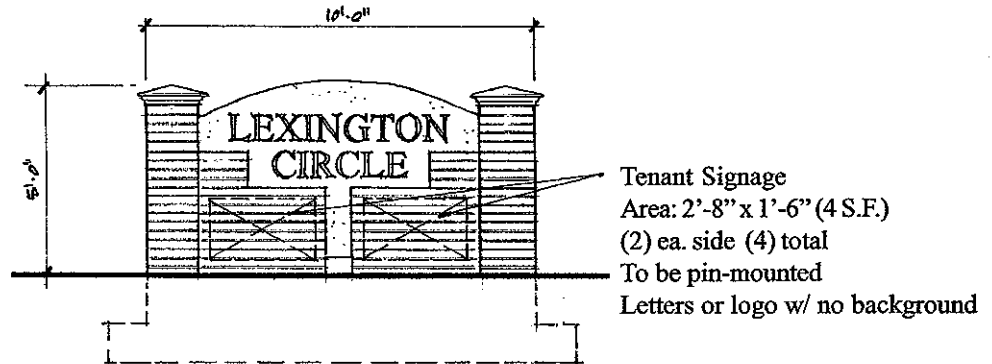 10'-0"
5'-0"
LEXINGTON
CIRCLE
Tenant Signage
Area: 2'-8" x 1'-6" (4 S.F.)
(2) ea. side (4) total
To be pin-mounted
Letters or logo w/ no background